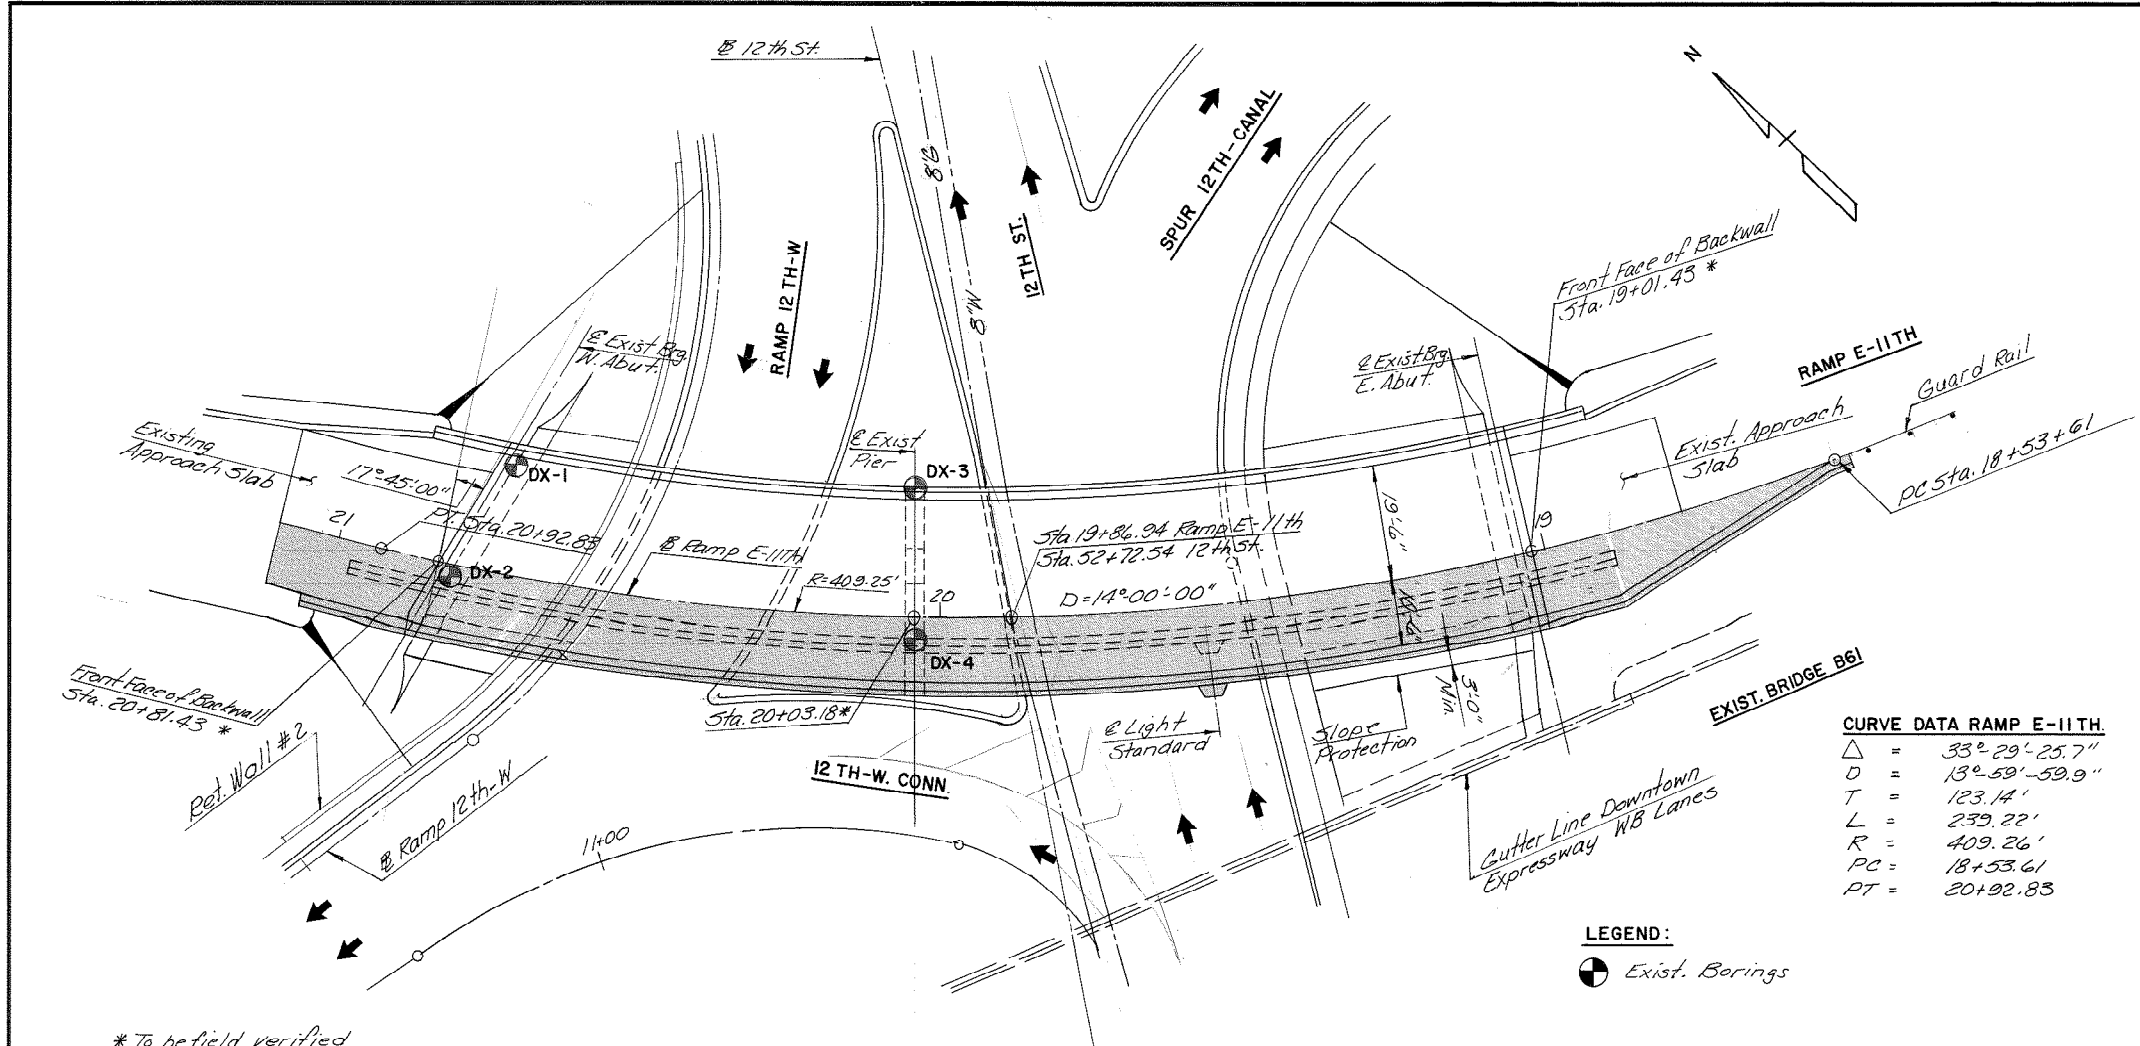 ℄ 12th St.
N
8"G
SPUR 12TH-CANAL
12TH ST.
RAMP 12TH-W
8"W
Front Face of Backwall
Sta. 19+01.43 *
℄ Exist Brg.
W. Abut.
℄ Exist Brg.
E. Abut.
RAMP E-11TH
Guard Rail
Existing
Approach Slab
17°-45'-00"
DX-1
℄ Exist
Pier
DX-3
19'-6"
Exist. Approach
Slab
PC Sta. 18+53+61
21
PT. Sta. 20+92.83
DX-2
℄ Ramp E-11TH
R=409.25'
20
Sta 19+86.94 Ramp E-11th
Sta. 52+72.54 12th St.
D=14°-00'-00"
19
DX-4
Front Face of Backwall
Sta. 20+81.43 *
Sta. 20+03.18*
℄ Light
Standard
Slope
Protection
3'-0"
Min.
EXIST. BRIDGE B61
Ret. Wall #2
℄ Ramp 12th-W
12 TH-W. CONN.
11+00
Gutter Line Downtown
Expressway WB Lanes
CURVE DATA RAMP E-11TH.
△ = 33°-29'-25.7"
D = 13°-59'-59.9"
T = 123.14'
L = 239.22'
R = 409.26'
PC = 18+53.61
PT = 20+92.83
LEGEND:
Exist. Borings
* To be field verified